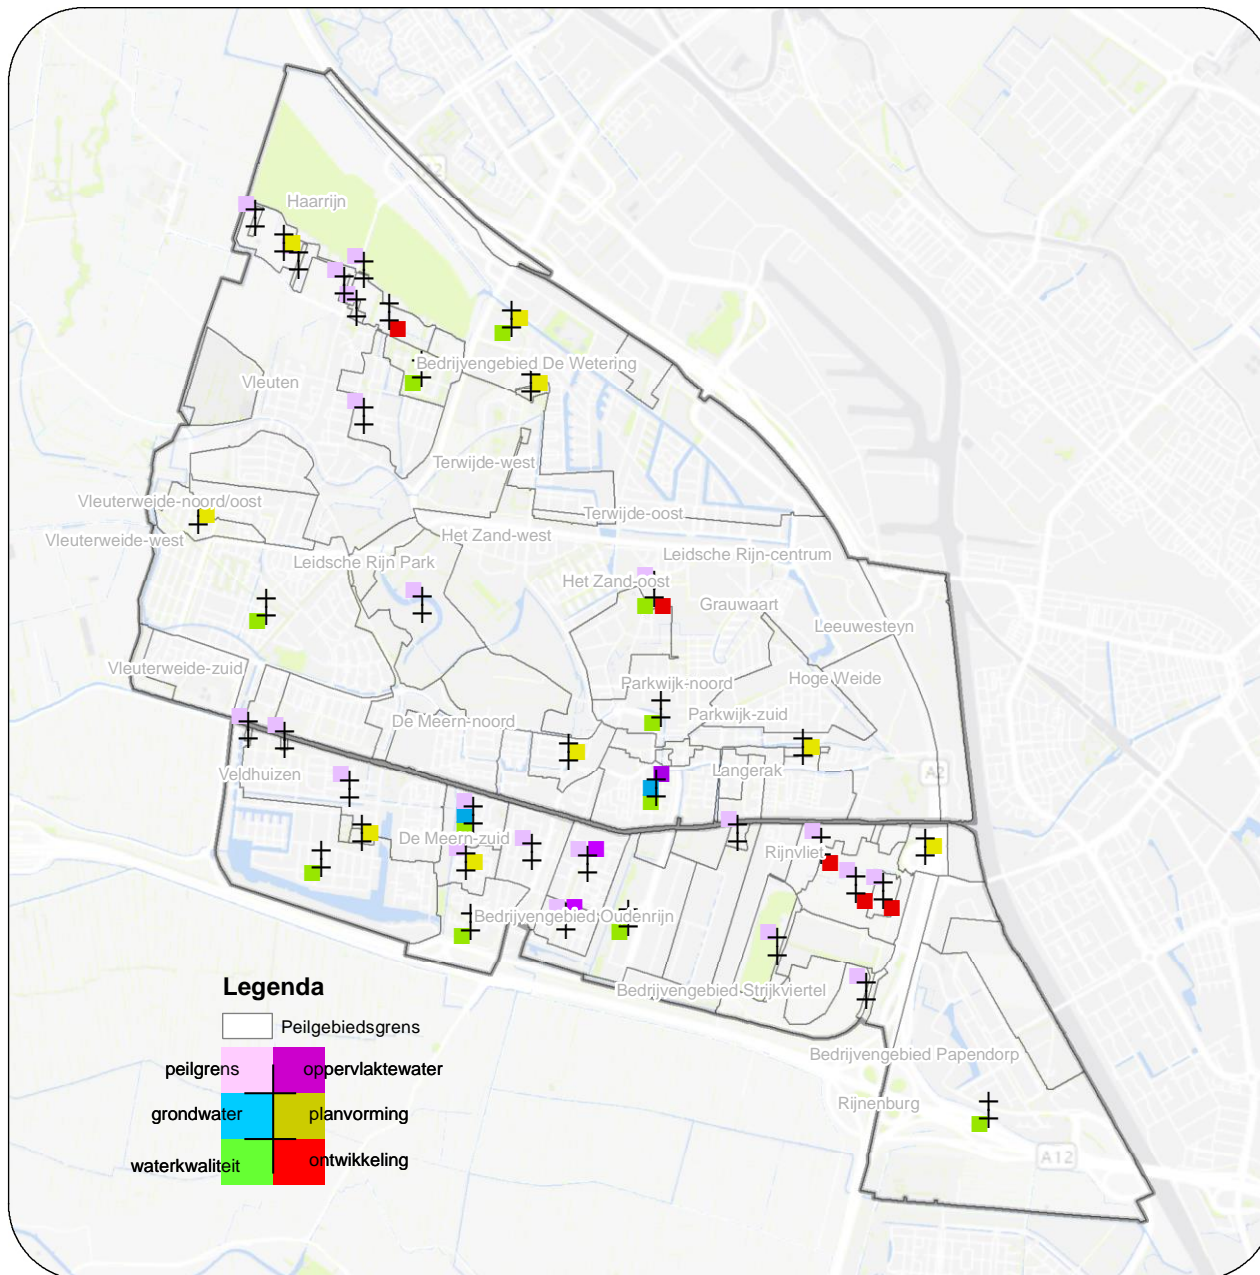 Haarrijn
Bedrijvengebied De Wetering
Vleuten
Terwijde-west
Vleuterweide-noord/oost
Terwijde-oost
Het Zand-west
Vleuterweide-west
Leidsche Rijn-centrum
Leidsche Rijn Park
Het Zand-oost
Grauwaart
Leeuwesteyn
Vleuterweide-zuid
Hoge Weide
Parkwijk-noord
Parkwijk-zuid
De Meern-noord
Veldhuizen
Langerak
A2
De Meern-zuid
Rijnvliet
Bedrijvengebied Oudenrijn
Bedrijvengebied Strijkviertel
Bedrijvengebied Papendorp
Rijnenburg
A12
Legenda
Peilgebiedsgrens
peilgrens
oppervlaktewater
grondwater
planvorming
waterkwaliteit
ontwikkeling